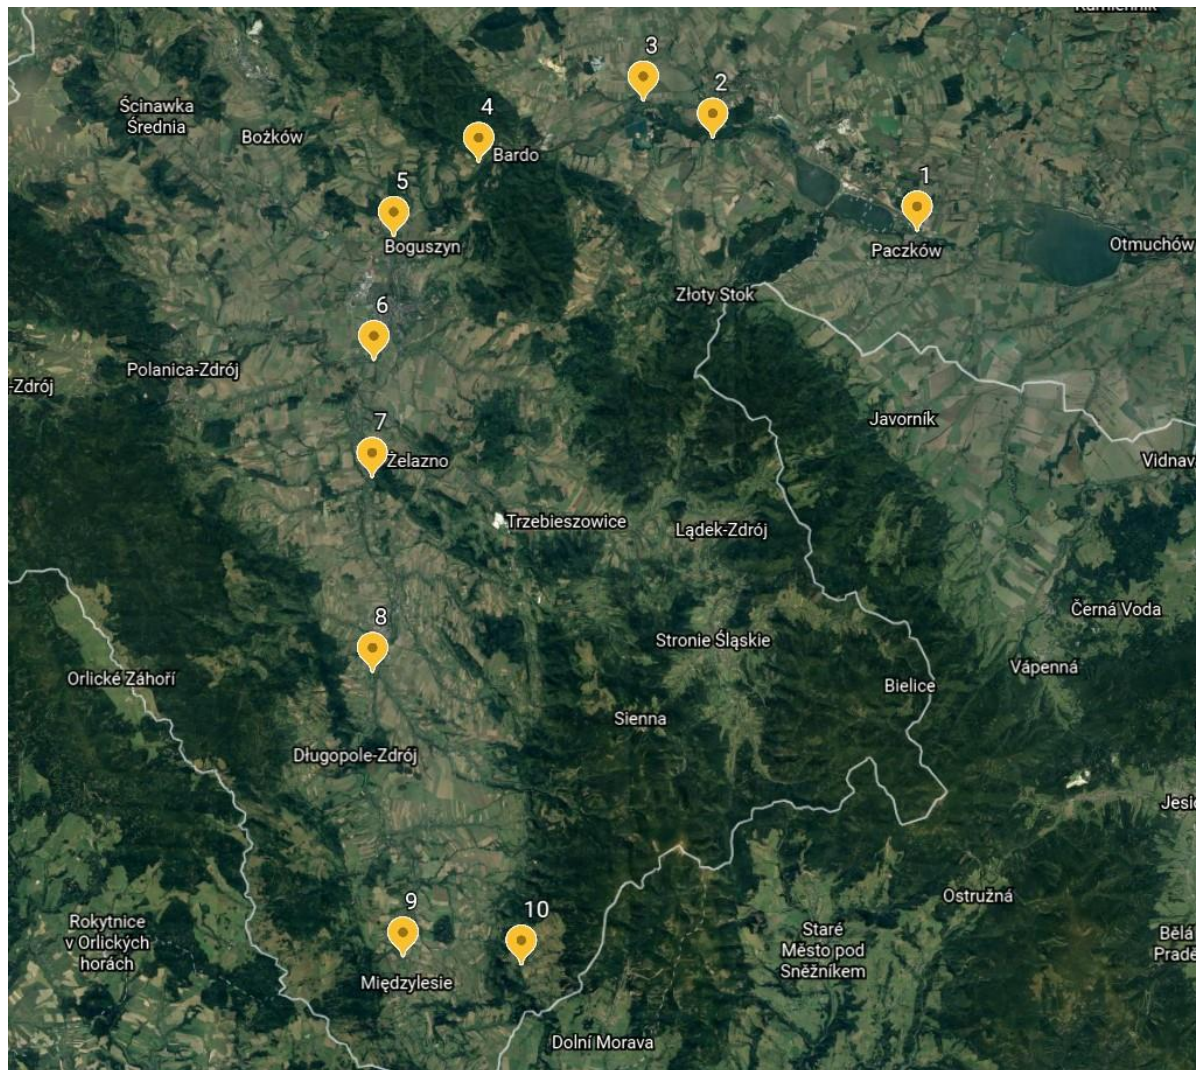 Kamiennik
3
2
Ścinawka
Średnia
Bożków
4
Bardo
5
1
Boguszyn
Paczków
Otmuchów
Złoty Stok
6
Polanica-Zdrój
-Zdrój
7
Javorník
Żelazno
Vidnav
Trzebieszowice
Lądek-Zdrój
8
Černá Voda
Stronie Śląskie
Orlické Záhoří
Vápenná
Bielice
Sienna
Długopole-Zdrój
Jesi
9
10
Ostružná
Rokytnice
v Orlických
horách
Staré
Město pod
Sněžníkem
Bělá
Pradě
Międzylesie
Dolní Morava